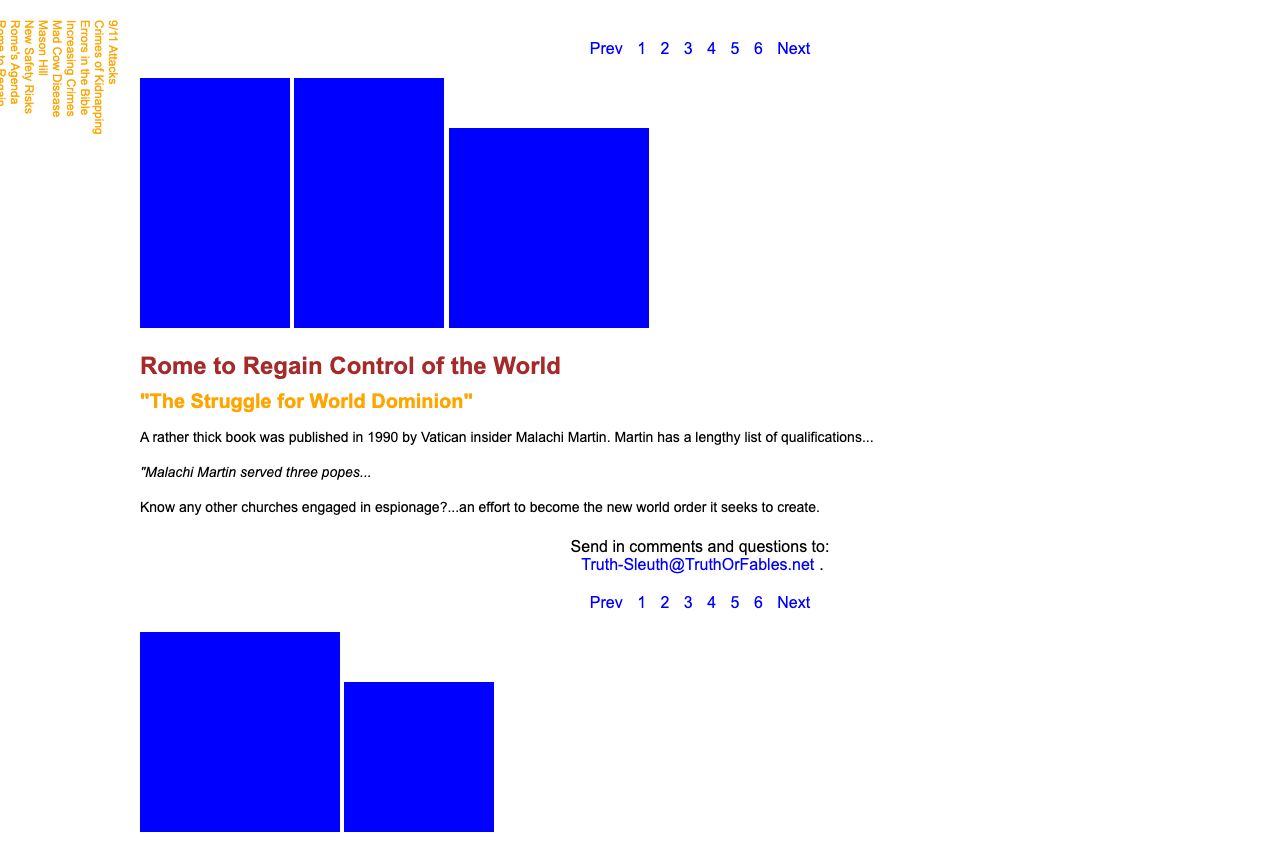 9/11 Attacks
Crimes of Kidnapping
Errors in the Bible
Increasing Crimes
Mad Cow Disease
Mason Hill
New Safety Risks
Rome's Agenda
Rome to Regain
Prev 1 2 3 4 5 6 Next
Rome to Regain Control of the World
"The Struggle for World Dominion"
A rather thick book was published in 1990 by Vatican insider Malachi Martin. Martin has a lengthy list of qualifications...
"Malachi Martin served three popes...
Know any other churches engaged in espionage?...an effort to become the new world order it seeks to create.
Send in comments and questions to:
Truth-Sleuth@TruthOrFables.net .
Prev 1 2 3 4 5 6 Next